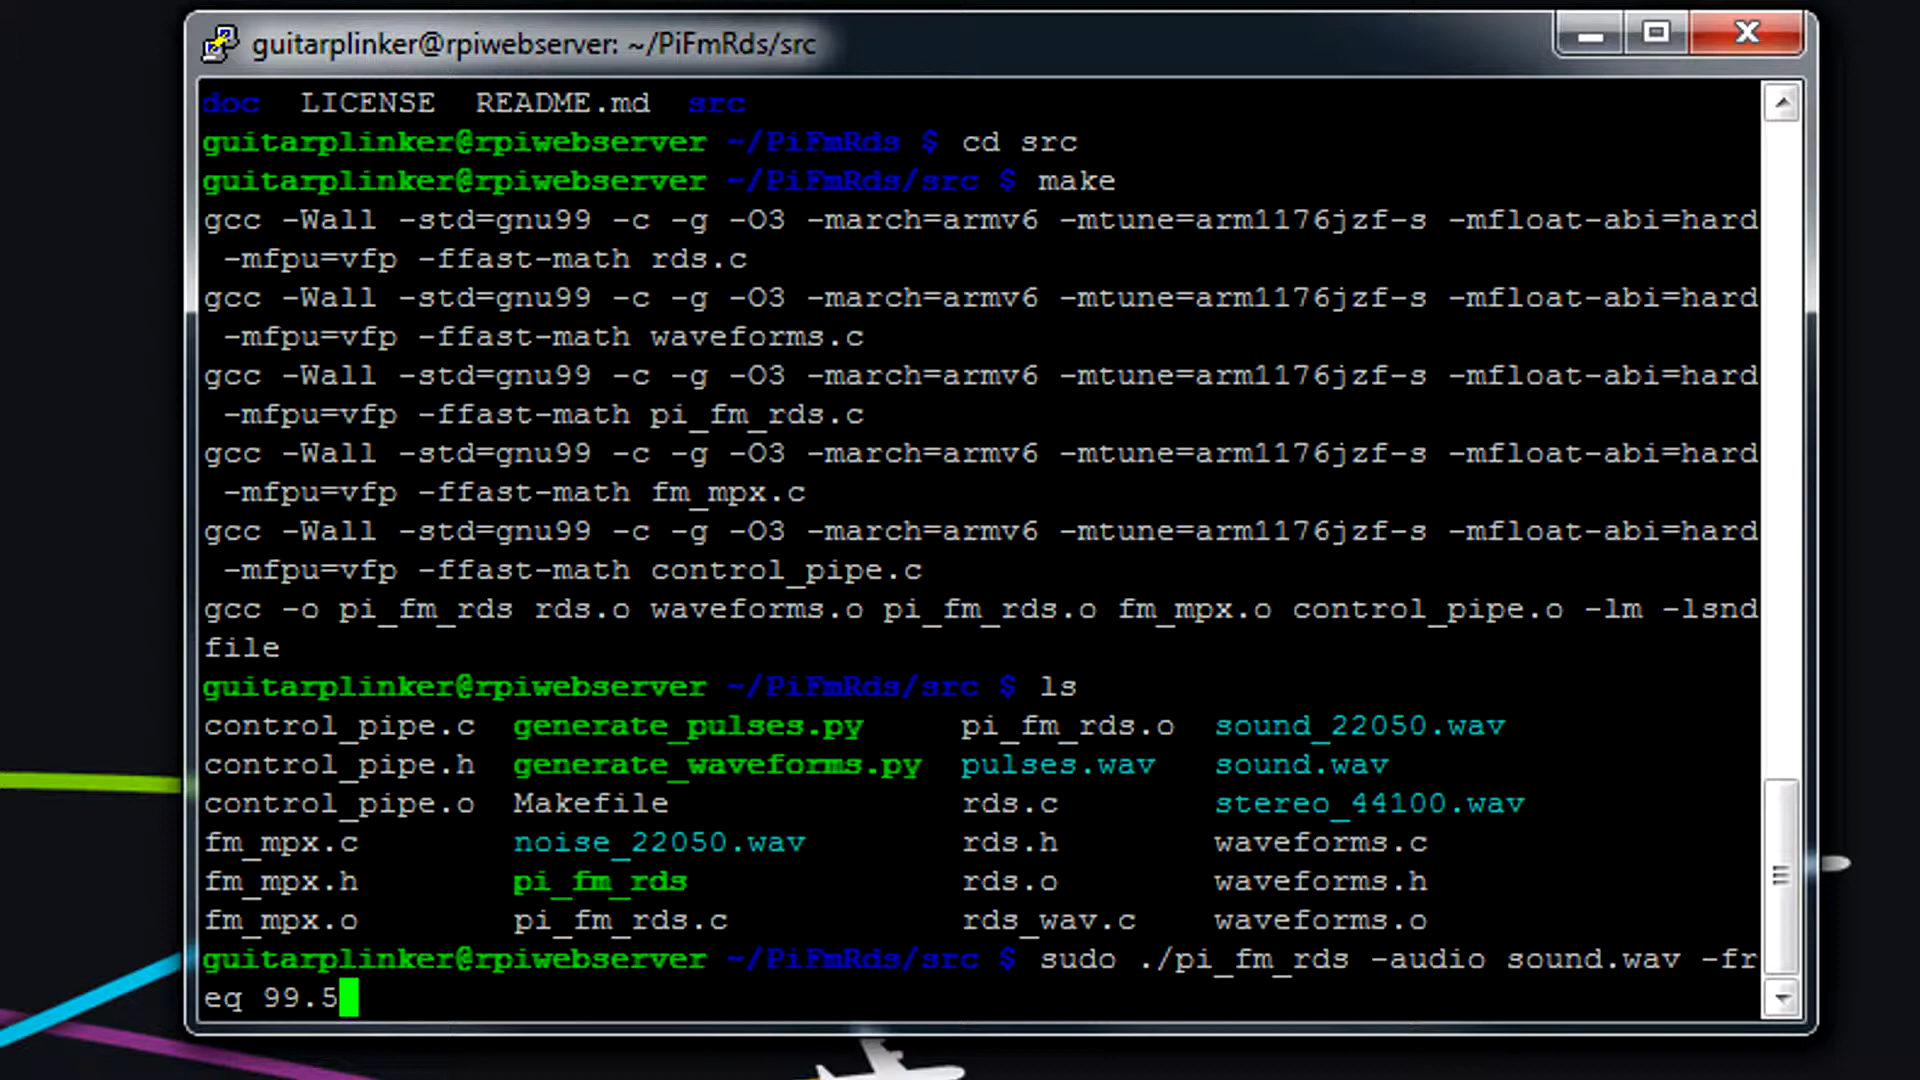 guitarplinker@rpiwebserver: ~/PiFmRds/src
doc  LICENSE  README.md  src
guitarplinker@rpiwebserver ~/PiFmRds $ cd src
guitarplinker@rpiwebserver ~/PiFmRds/src $ make
gcc -Wall -std=gnu99 -c -g -O3 -march=armv6 -mtune=arm1176jzf-s -mfloat-abi=hard
 -mfpu=vfp -ffast-math rds.c
gcc -Wall -std=gnu99 -c -g -O3 -march=armv6 -mtune=arm1176jzf-s -mfloat-abi=hard
 -mfpu=vfp -ffast-math waveforms.c
gcc -Wall -std=gnu99 -c -g -O3 -march=armv6 -mtune=arm1176jzf-s -mfloat-abi=hard
 -mfpu=vfp -ffast-math pi_fm_rds.c
gcc -Wall -std=gnu99 -c -g -O3 -march=armv6 -mtune=arm1176jzf-s -mfloat-abi=hard
 -mfpu=vfp -ffast-math fm_mpx.c
gcc -Wall -std=gnu99 -c -g -O3 -march=armv6 -mtune=arm1176jzf-s -mfloat-abi=hard
 -mfpu=vfp -ffast-math control_pipe.c
gcc -o pi_fm_rds rds.o waveforms.o pi_fm_rds.o fm_mpx.o control_pipe.o -lm -lsnd
file
guitarplinker@rpiwebserver ~/PiFmRds/src $ ls
control_pipe.c  generate_pulses.py     pi_fm_rds.o  sound_22050.wav
control_pipe.h  generate_waveforms.py  pulses.wav   sound.wav
control_pipe.o  Makefile               rds.c        stereo_44100.wav
fm_mpx.c        noise_22050.wav        rds.h        waveforms.c
fm_mpx.h        pi_fm_rds              rds.o        waveforms.h
fm_mpx.o        pi_fm_rds.c            rds_wav.c    waveforms.o
guitarplinker@rpiwebserver ~/PiFmRds/src $ sudo ./pi_fm_rds -audio sound.wav -fr
eq 99.5